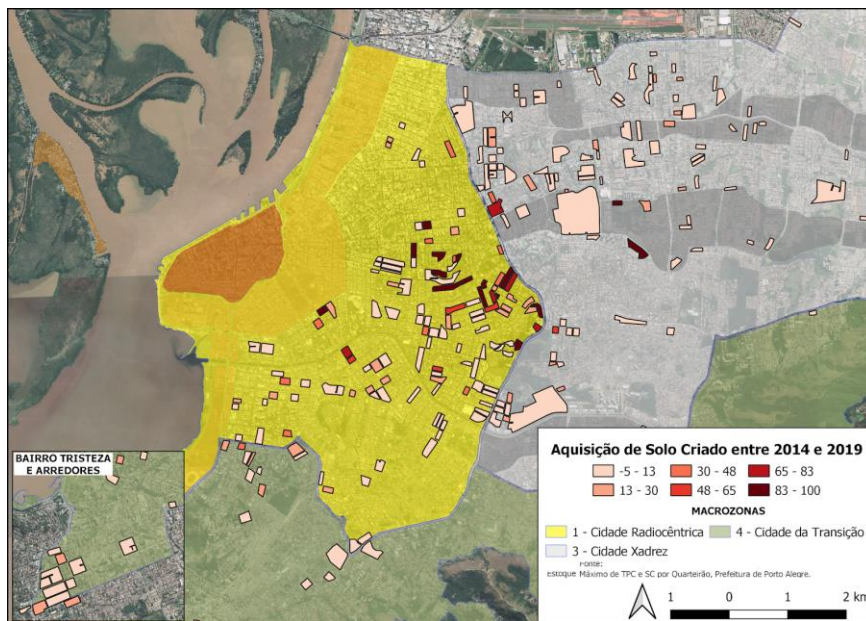 BAIRRO TRISTEZA
E ARREDORES
Aquisição de Solo Criado entre 2014 e 2019
-5 - 13 30 - 48 65 - 83
13 - 30 48 - 65 83 - 100
MACROZONAS
1 - Cidade Radiocêntrica 4 - Cidade da Transição
3 - Cidade Xadrez
Fonte:
Estoque Máximo de TPC e SC por Quarteirão, Prefeitura de Porto Alegre.
1 0 1 2 km